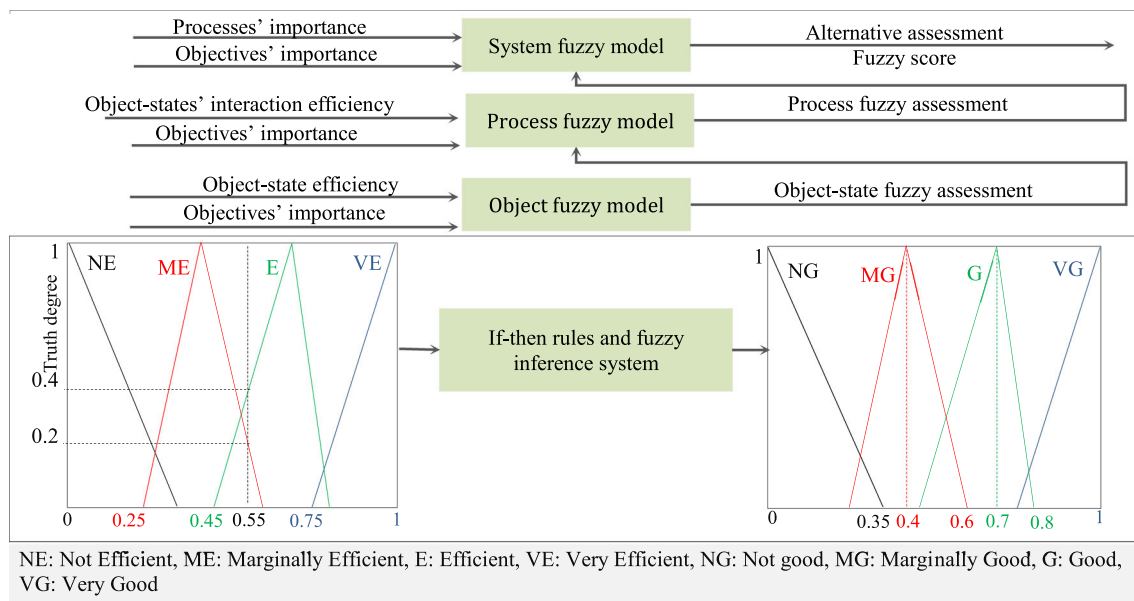 Processes’ importance
Objectives’ importance
System fuzzy model
Alternative assessment
Fuzzy score
Object-states’ interaction efficiency
Objectives’ importance
Process fuzzy model
Process fuzzy assessment
Object-state efficiency
Objectives’ importance
Object fuzzy model
Object-state fuzzy assessment
Truth degree
1
0.4
0.2
NE
ME
E
VE
0
0.25
0.45
0.55
0.75
1
If-then rules and fuzzy
inference system
1
NG
MG
G
VG
0
0.35
0.4
0.6
0.7
0.8
1
NE: Not Efficient, ME: Marginally Efficient, E: Efficient, VE: Very Efficient, NG: Not good, MG: Marginally Good, G: Good,
VG: Very Good